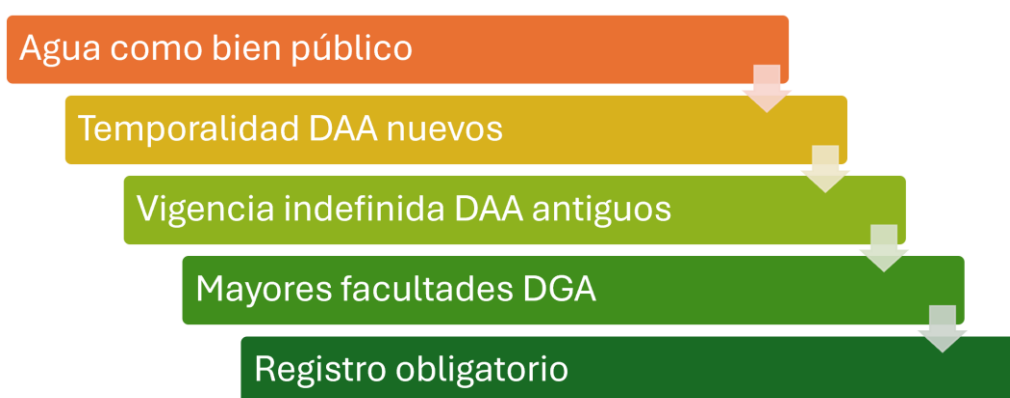 Agua como bien público
Temporalidad DAA nuevos
Vigencia indefinida DAA antiguos
Mayores facultades DGA
Registro obligatorio